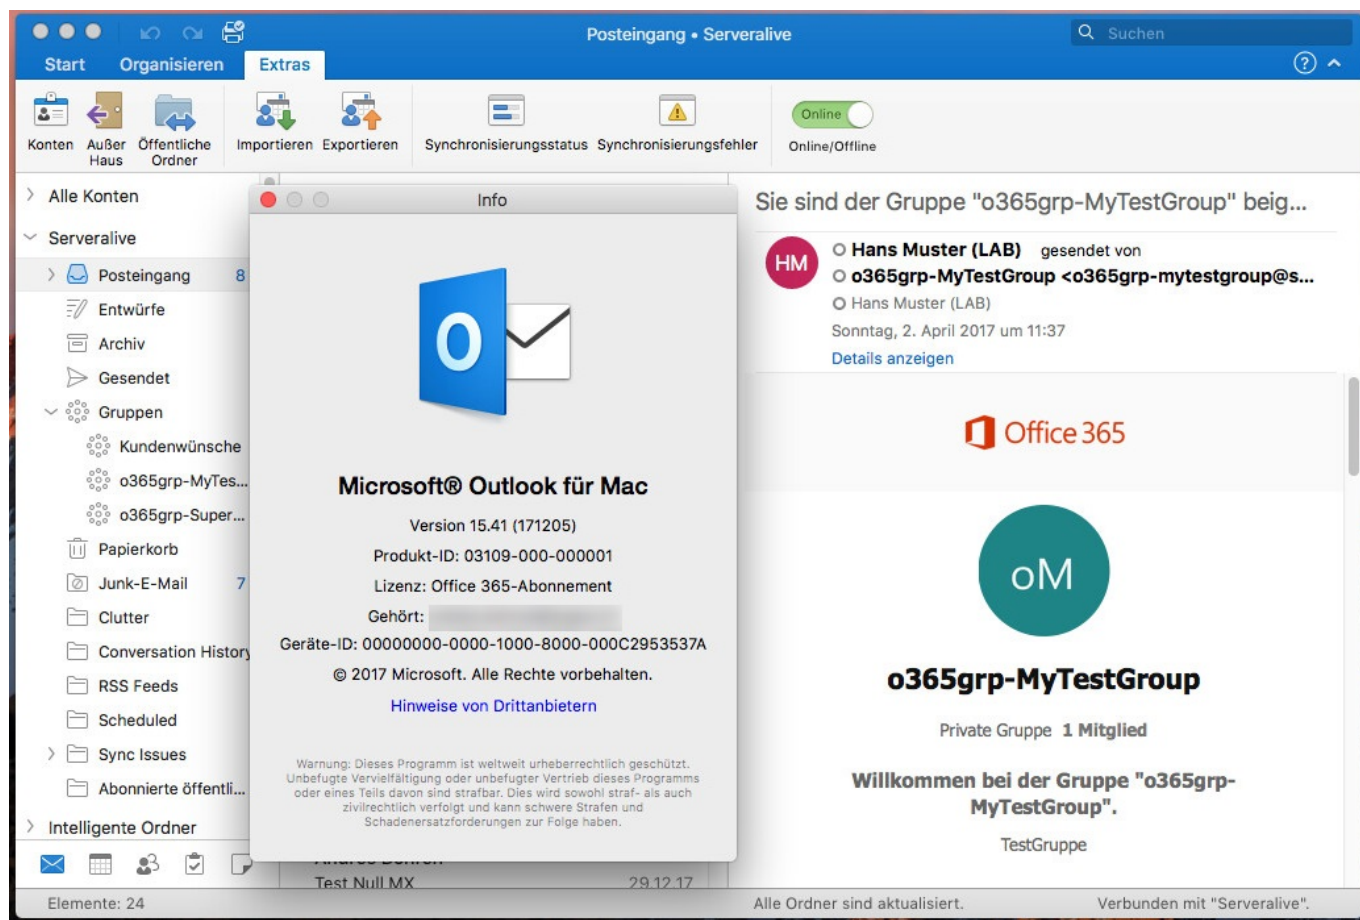 Posteingang • Serveralive
Suchen
Start Organisieren Extras
Konten
Außer Haus
Öffentliche Ordner
Importieren
Exportieren
Synchronisierungsstatus
Synchronisierungsfehler
Online
Online/Offline
Alle Konten
Serveralive
Posteingang 8
Entwürfe
Archiv
Gesendet
Gruppen
Kundenwünsche
o365grp-MyTes...
o365grp-Super...
Papierkorb
Junk-E-Mail 7
Clutter
Conversation History
RSS Feeds
Scheduled
Sync Issues
Abonnierte öffentli...
Intelligente Ordner
Info
Microsoft® Outlook für Mac
Version 15.41 (171205)
Produkt-ID: 03109-000-000001
Lizenz: Office 365-Abonnement
Gehört:
Geräte-ID: 00000000-0000-1000-8000-000C2953537A
© 2017 Microsoft. Alle Rechte vorbehalten.
Hinweise von Drittanbietern
Warnung: Dieses Programm ist weltweit urheberrechtlich geschützt.
Unbefugte Vervielfältigung oder unbefugter Vertrieb dieses Programms
oder eines Teils davon sind strafbar. Dies wird sowohl straf- als auch
zivilrechtlich verfolgt und kann schwere Strafen und
Schadenersatzforderungen zur Folge haben.
Test Null MX 29.12.17
Sie sind der Gruppe "o365grp-MyTestGroup" beig...
HM
Hans Muster (LAB) gesendet von
o365grp-MyTestGroup <o365grp-mytestgroup@s...
Hans Muster (LAB)
Sonntag, 2. April 2017 um 11:37
Details anzeigen
Office 365
oM
o365grp-MyTestGroup
Private Gruppe 1 Mitglied
Willkommen bei der Gruppe "o365grp-
MyTestGroup".
TestGruppe
Elemente: 24
Alle Ordner sind aktualisiert.
Verbunden mit "Serveralive".